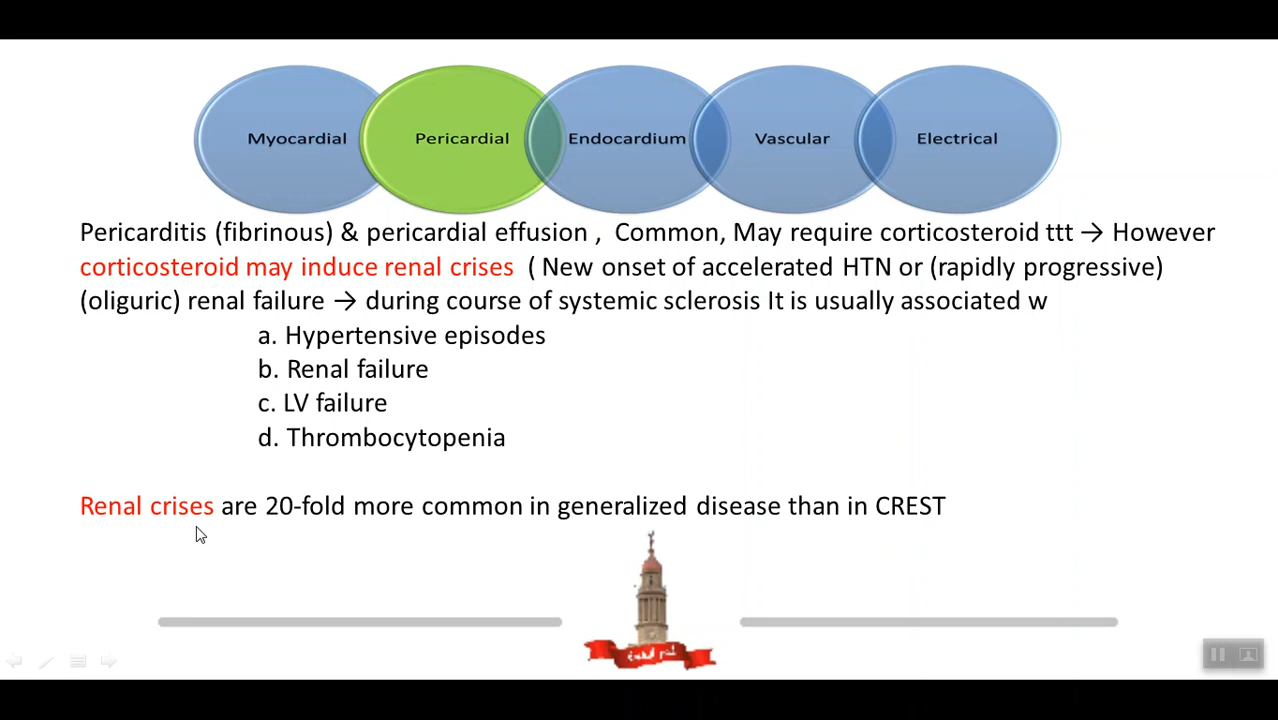 Myocardial Pericardial Endocardium Vascular Electrical
Pericarditis (fibrinous) & pericardial effusion , Common, May require corticosteroid ttt → However
corticosteroid may induce renal crises ( New onset of accelerated HTN or (rapidly progressive)
(oliguric) renal failure → during course of systemic sclerosis It is usually associated w
a. Hypertensive episodes
b. Renal failure
c. LV failure
d. Thrombocytopenia
Renal crises are 20-fold more common in generalized disease than in CREST